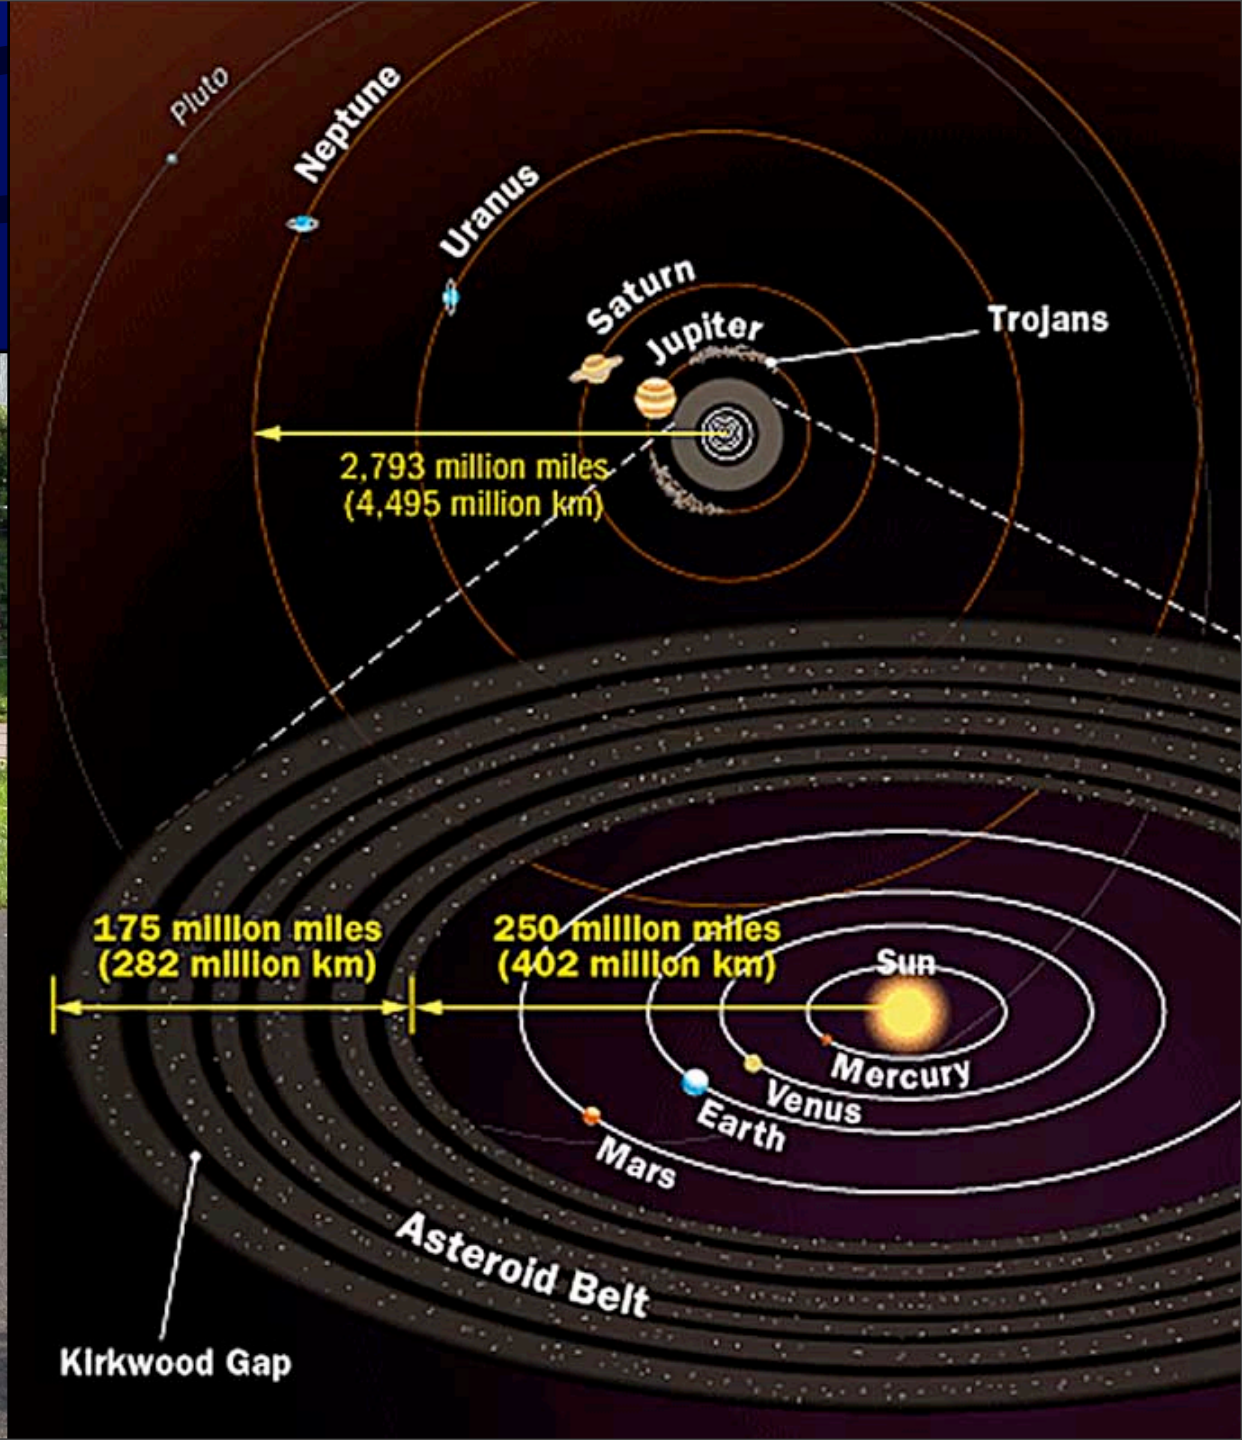 Pluto
Neptune
Uranus
Saturn
Jupiter
Trojans
2,793 million miles
(4,495 million km)
175 million miles
(282 million km)
250 million miles
(402 million km)
Sun
Mercury
Venus
Earth
Mars
Asteroid Belt
Kirkwood Gap